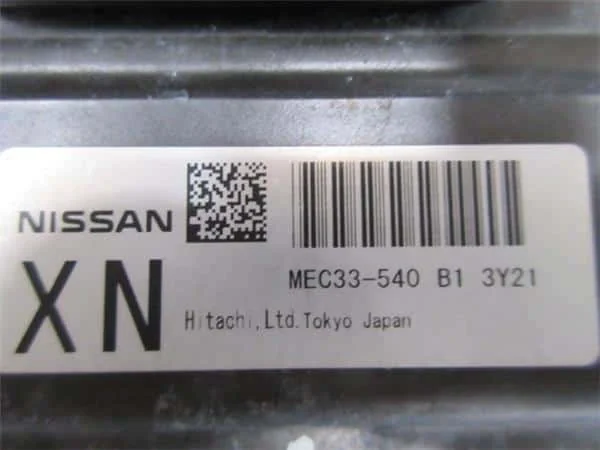 NISSAN
XN
MEC33-540 B1 3Y21
Hitachi,Ltd.Tokyo Japan